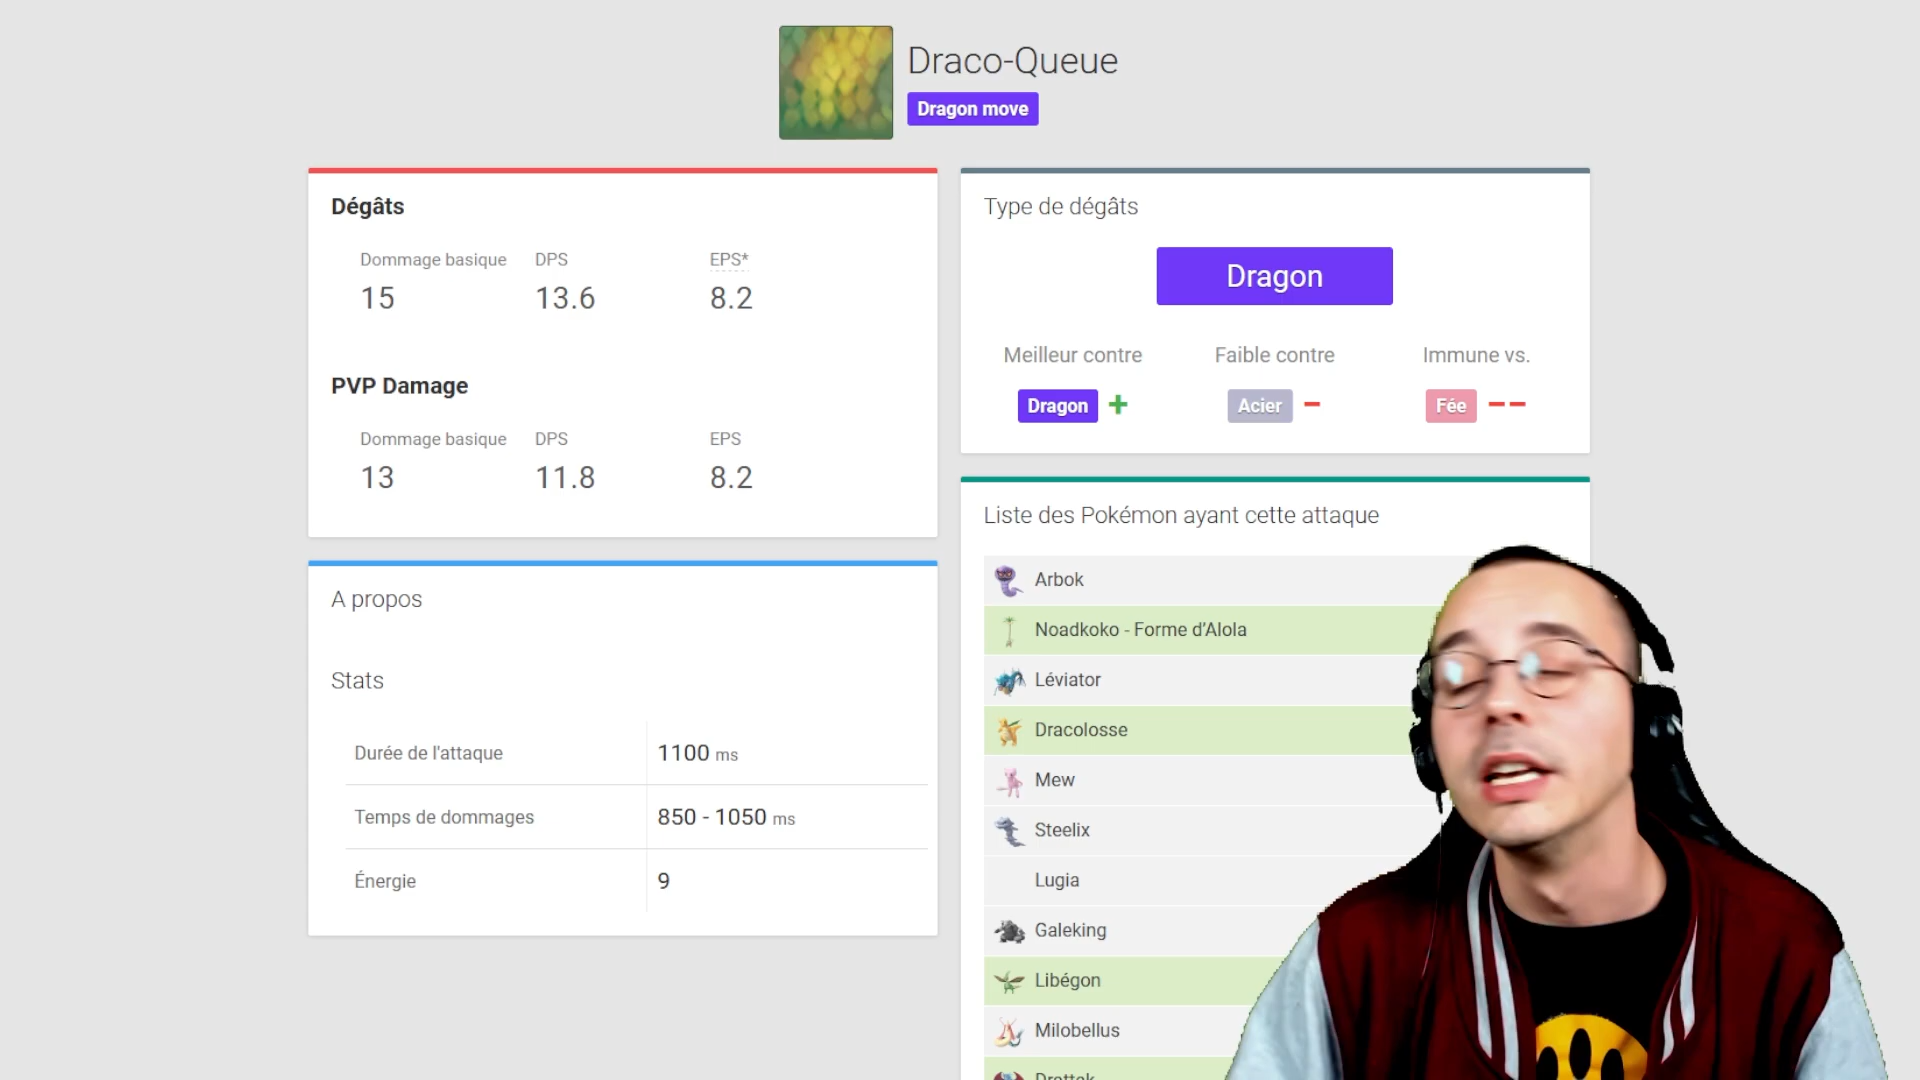 Draco-Queue
Dragon move
Dégâts
Dommage basique DPS EPS*
15 13.6 8.2
PVP Damage
Dommage basique DPS EPS
13 11.8 8.2
A propos
Stats
Durée de l'attaque 1100 ms
Temps de dommages 850 - 1050 ms
Énergie 9
Type de dégâts
Dragon
Meilleur contre Faible contre Immune vs.
Dragon + Acier − Fée −−
Liste des Pokémon ayant cette attaque
Arbok
Noadkoko - Forme d'Alola
Léviator
Dracolosse
Mew
Steelix
Lugia
Galeking
Libégon
Milobellus
Drattak